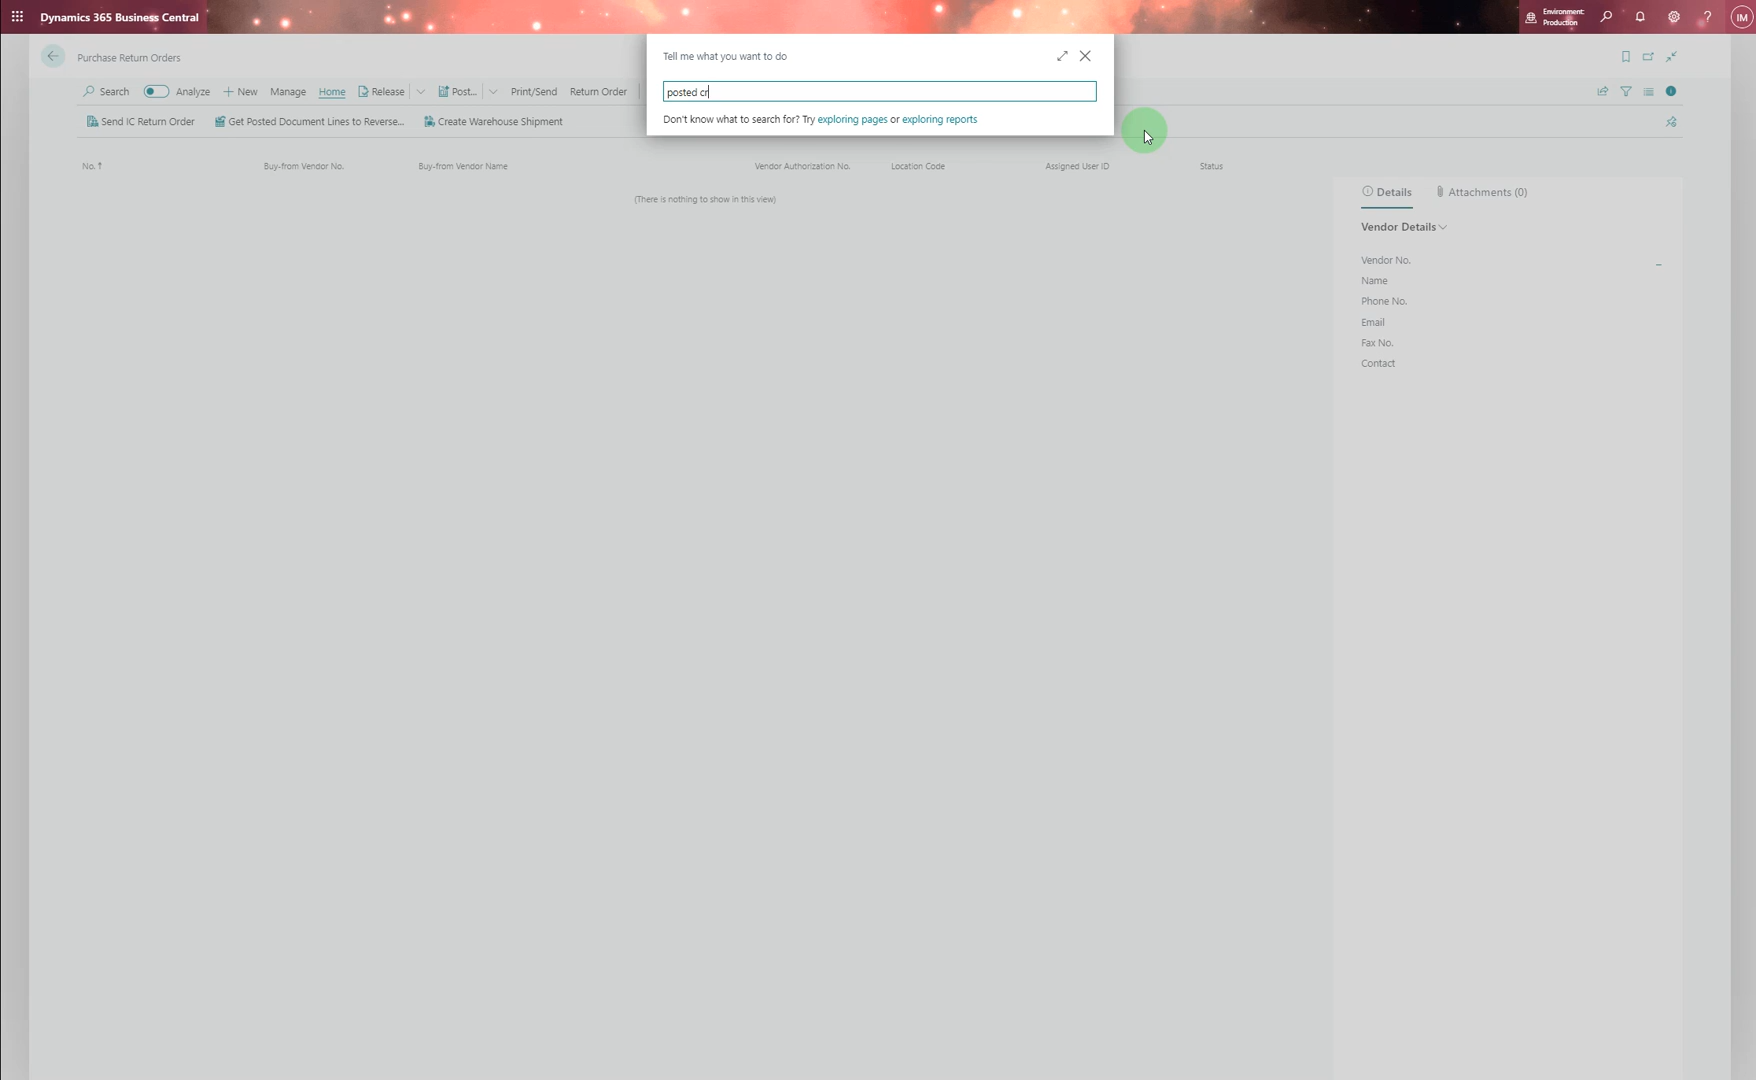 Dynamics 365 Business Central
Environment:
Production
?
IM
Purchase Return Orders
Tell me what you want to do
posted cr
Don't know what to search for? Try exploring pages or exploring reports
Search
Analyze
New
Manage
Home
Release
Post...
Print/Send
Return Order
Send IC Return Order
Get Posted Document Lines to Reverse...
Create Warehouse Shipment
No. ↑
Buy-from Vendor No.
Buy-from Vendor Name
Vendor Authorization No.
Location Code
Assigned User ID
Status
(There is nothing to show in this view)
Details
Attachments (0)
Vendor Details
Vendor No.
_
Name
Phone No.
Email
Fax No.
Contact